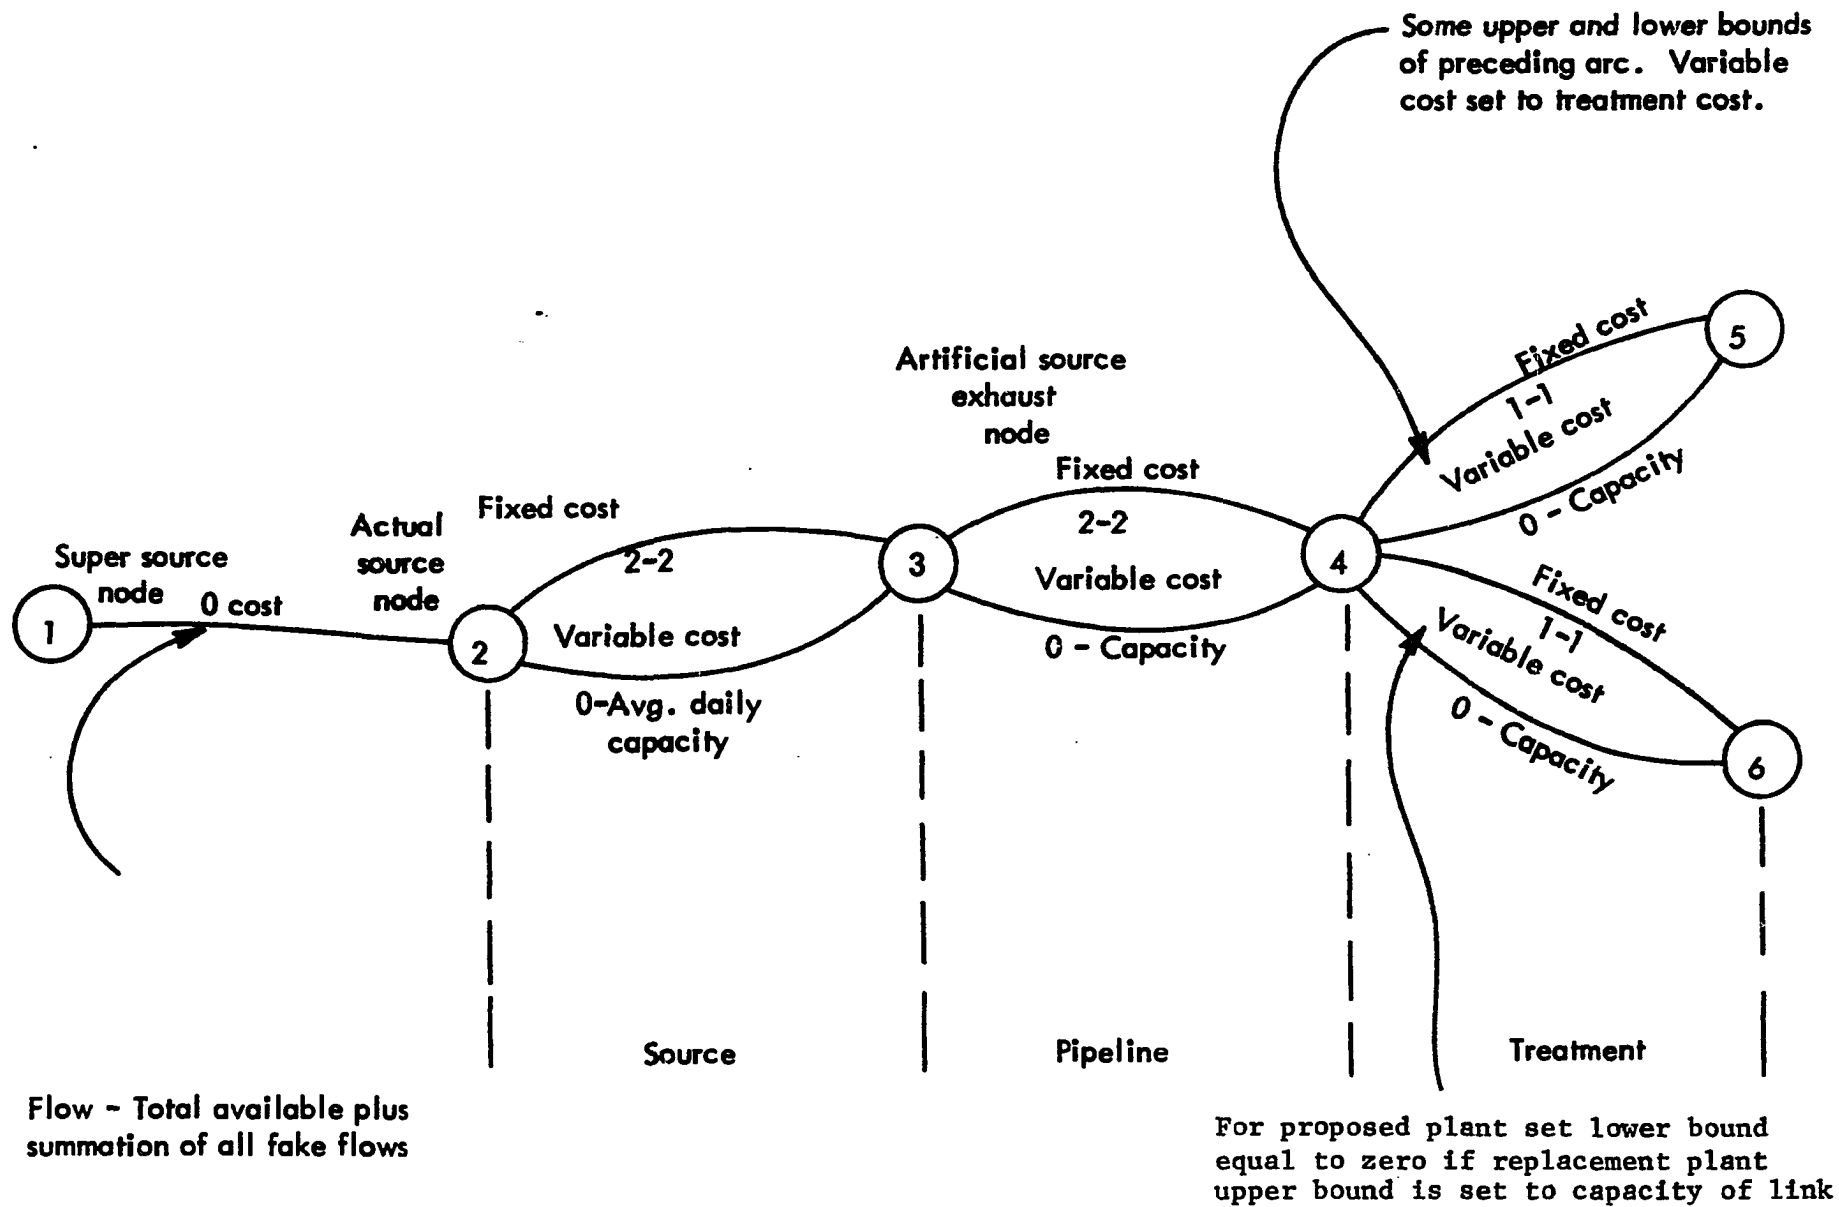 Some upper and lower bounds
of preceding arc. Variable
cost set to treatment cost.
Fixed cost
1-1
Variable cost
0 - Capacity
5
Artificial source
exhaust
node
Fixed cost
2-2
Variable cost
0 - Capacity
3
4
Fixed cost
2-2
Variable cost
0-Avg. daily
capacity
Actual
source
node
2
Super source
node
0 cost
1
Fixed cost
1-1
Variable cost
0 - Capacity
6
Source
Pipeline
Treatment
Flow - Total available plus
summation of all fake flows
For proposed plant set lower bound
equal to zero if replacement plant
upper bound is set to capacity of link